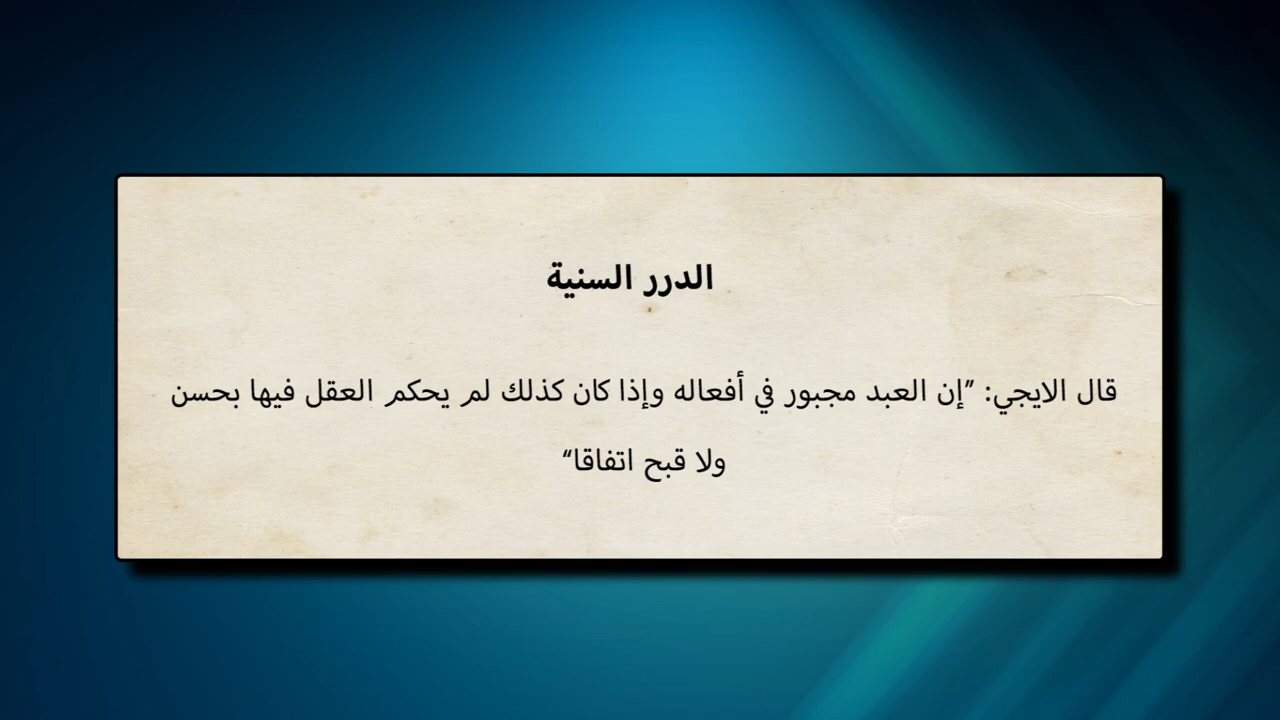 الدرر السنية
قال الايجي: ”إن العبد مجبور في أفعاله وإذا كان كذلك لم يحكم العقل فيها بحسن
ولا قبح اتفاقا“